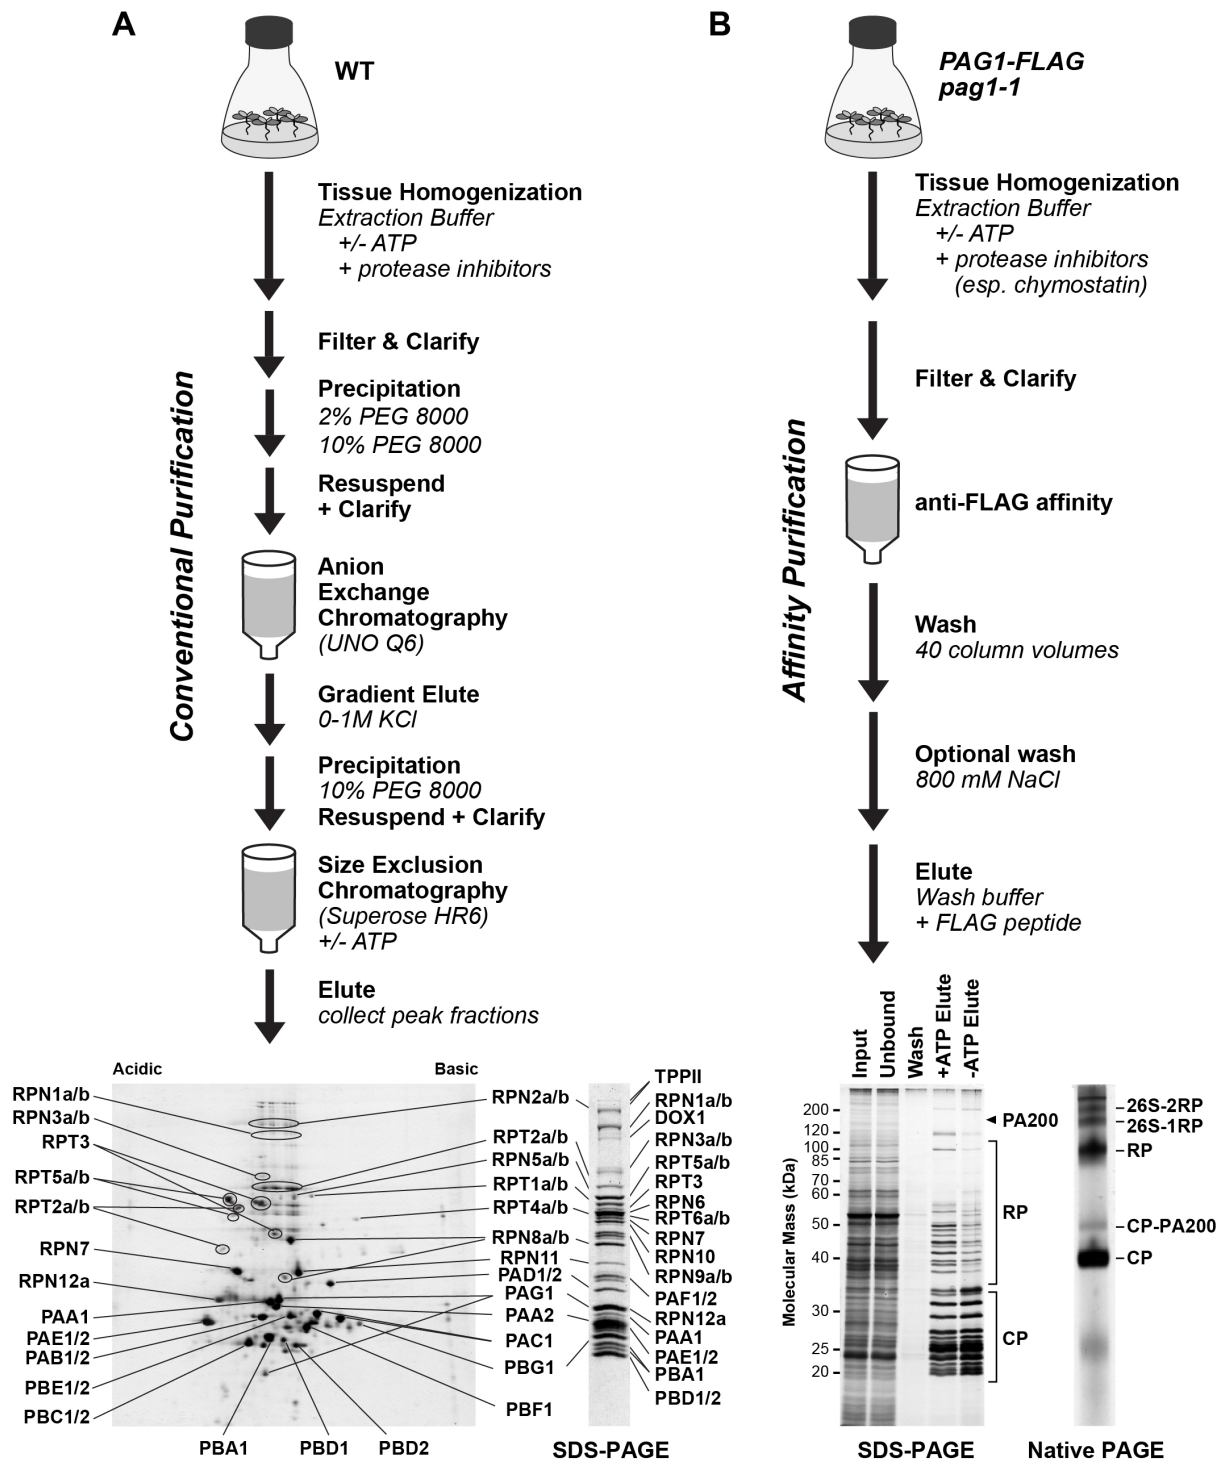 A
WT
Tissue Homogenization
Extraction Buffer
+/- ATP
+ protease inhibitors
Filter & Clarify
Precipitation
2% PEG 8000
10% PEG 8000
Resuspend
+ Clarify
Conventional Purification
Anion
Exchange
Chromatography
(UNO Q6)
Gradient Elute
0-1M KCl
Precipitation
10% PEG 8000
Resuspend + Clarify
Size Exclusion
Chromatography
(Superose HR6)
+/- ATP
Elute
collect peak fractions
Acidic
Basic
RPN1a/b
RPN3a/b
RPT3
RPT5a/b
RPT2a/b
RPN7
RPN12a
PAA1
PAE1/2
PAB1/2
PBE1/2
PBC1/2
PBA1
PBD1
PBD2
RPN2a/b
RPT2a/b
RPN5a/b
RPT1a/b
RPT4a/b
RPN8a/b
RPN11
PAD1/2
PAG1
PAA2
PAC1
PBG1
PBF1
TPPII
RPN1a/b
DOX1
RPN3a/b
RPT5a/b
RPT3
RPN6
RPT6a/b
RPN7
RPN10
RPN9a/b
PAF1/2
RPN12a
PAA1
PAE1/2
PBA1
PBD1/2
SDS-PAGE
B
PAG1-FLAG
pag1-1
Tissue Homogenization
Extraction Buffer
+/- ATP
+ protease inhibitors
(esp. chymostatin)
Filter & Clarify
Affinity Purification
anti-FLAG affinity
Wash
40 column volumes
Optional wash
800 mM NaCl
Elute
Wash buffer
+ FLAG peptide
Input
Unbound
Wash
+ATP Elute
-ATP Elute
Molecular Mass (kDa)
200
120
100
85
70
60
50
40
30
25
20
PA200
RP
CP
SDS-PAGE
26S-2RP
26S-1RP
RP
CP-PA200
CP
Native PAGE